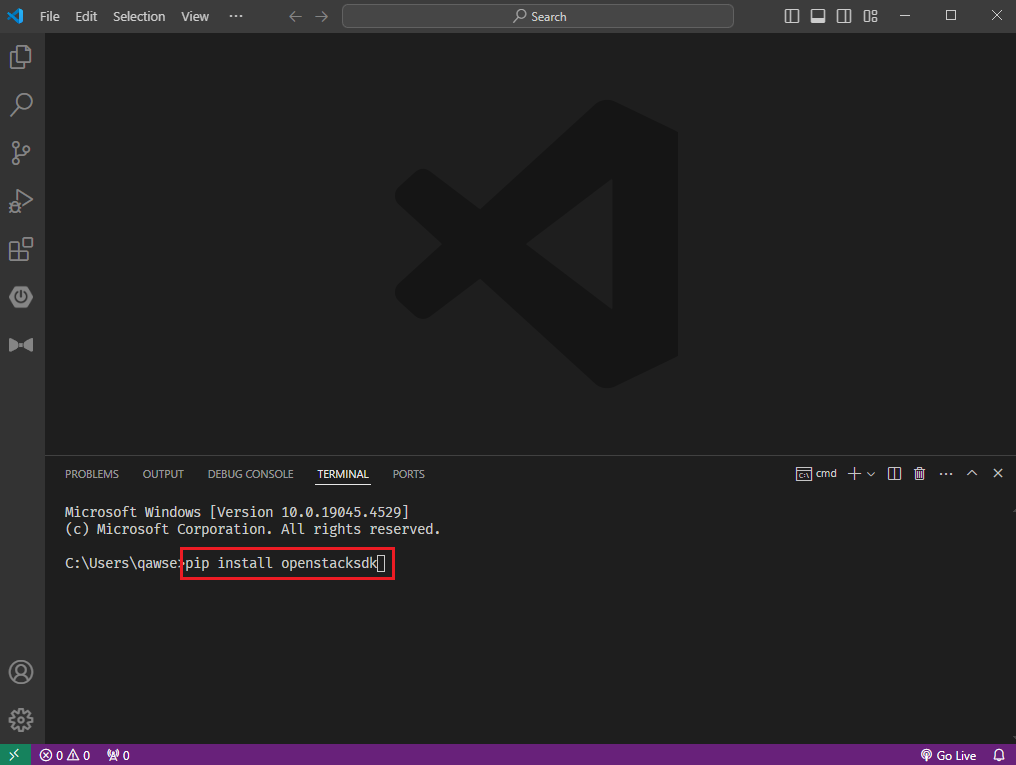 File Edit Selection View ··· Search
PROBLEMS OUTPUT DEBUG CONSOLE TERMINAL PORTS cmd
Microsoft Windows [Version 10.0.19045.4529]
(c) Microsoft Corporation. All rights reserved.
C:\Users\qawse>pip install openstacksdk
0 0 0 Go Live